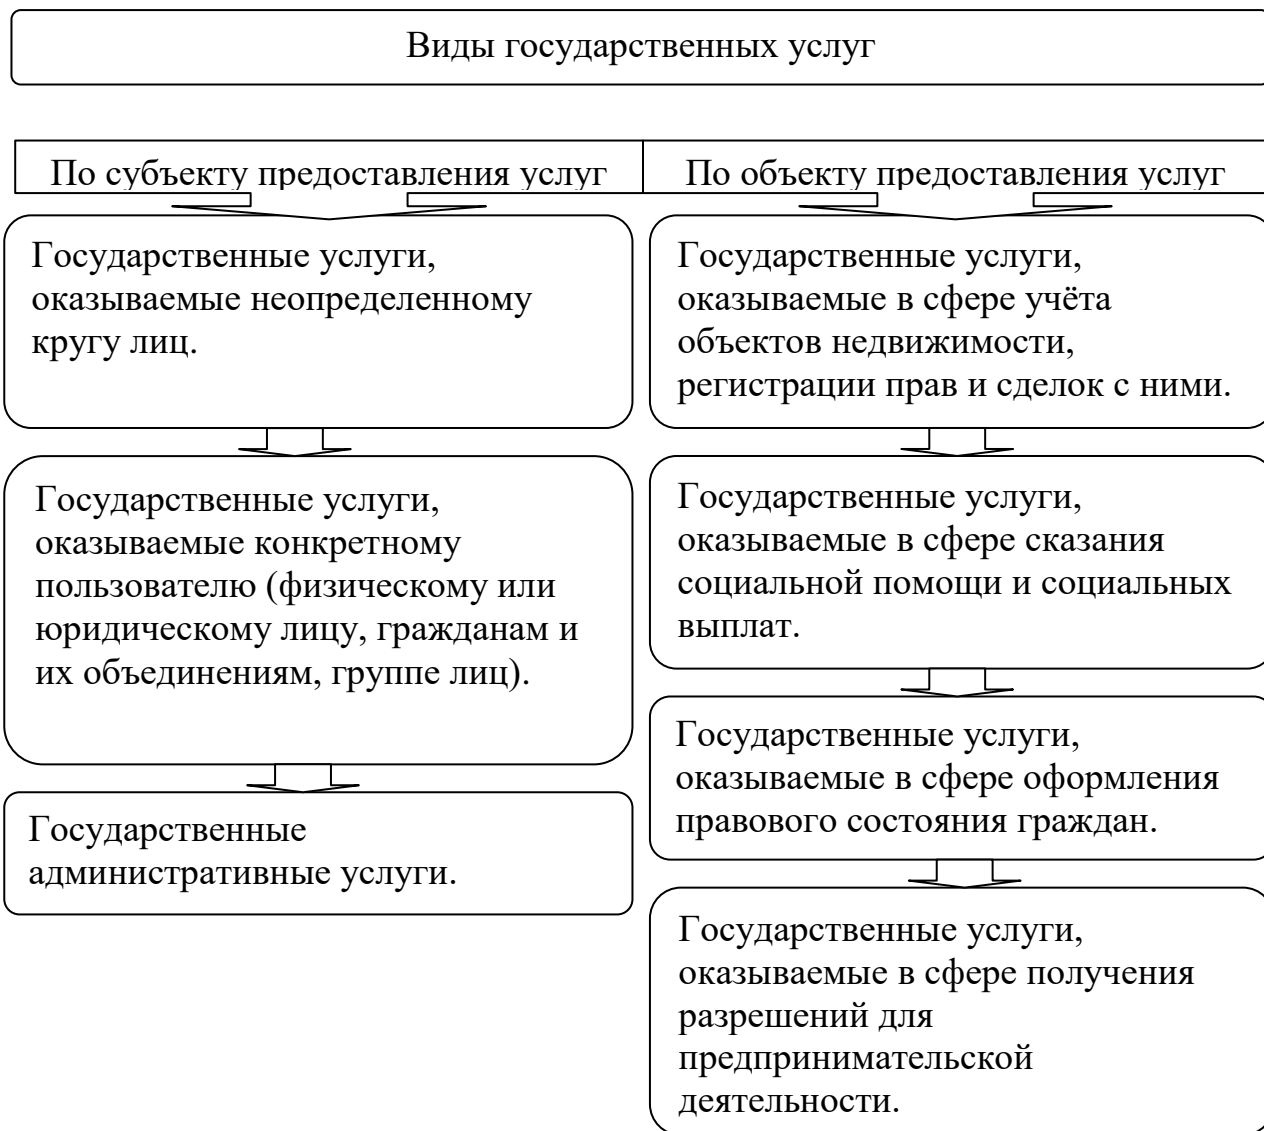 Виды государственных услуг
По субъекту предоставления услуг
По объекту предоставления услуг
Государственные услуги,
оказываемые неопределенному
кругу лиц.
Государственные услуги,
оказываемые конкретному
пользователю (физическому или
юридическому лицу, гражданам и
их объединениям, группе лиц).
Государственные
административные услуги.
Государственные услуги,
оказываемые в сфере учёта
объектов недвижимости,
регистрации прав и сделок с ними.
Государственные услуги,
оказываемые в сфере сказания
социальной помощи и социальных
выплат.
Государственные услуги,
оказываемые в сфере оформления
правового состояния граждан.
Государственные услуги,
оказываемые в сфере получения
разрешений для
предпринимательской
деятельности.